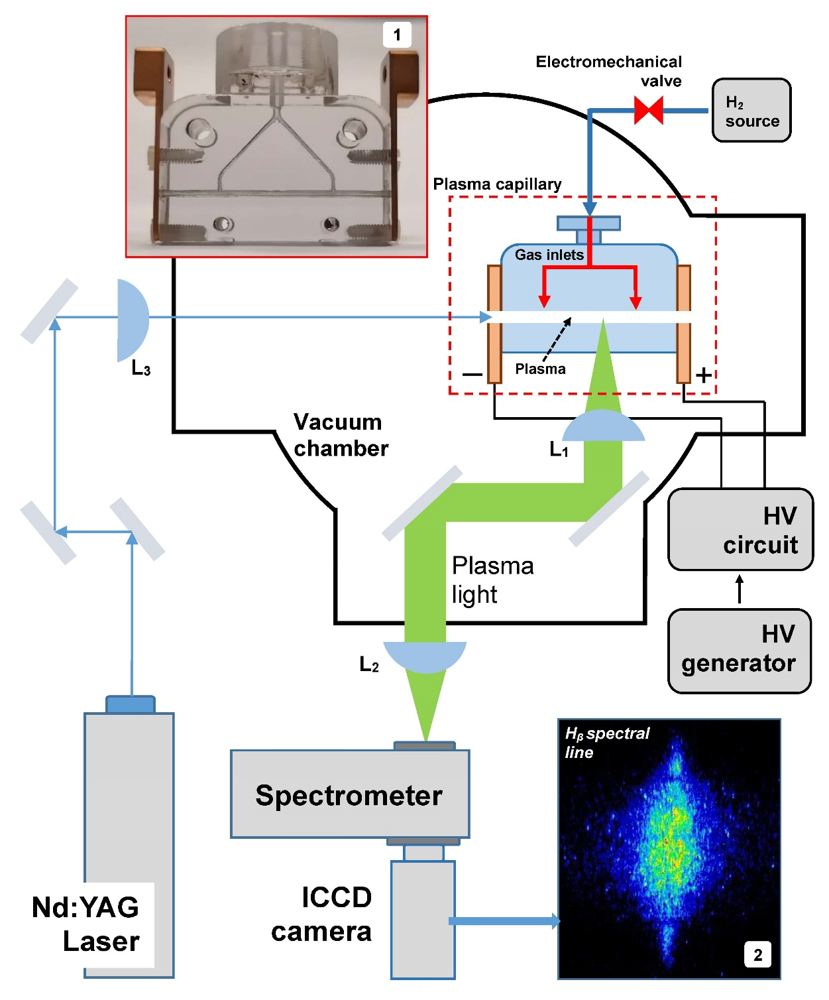 1
Electromechanical
valve
H₂
source
Plasma capillary
Gas inlets
Plasma
−
+
L₃
L₁
Vacuum
chamber
HV
circuit
Plasma
light
HV
generator
L₂
Hβ spectral
line
Spectrometer
ICCD
camera
Nd:YAG
Laser
2